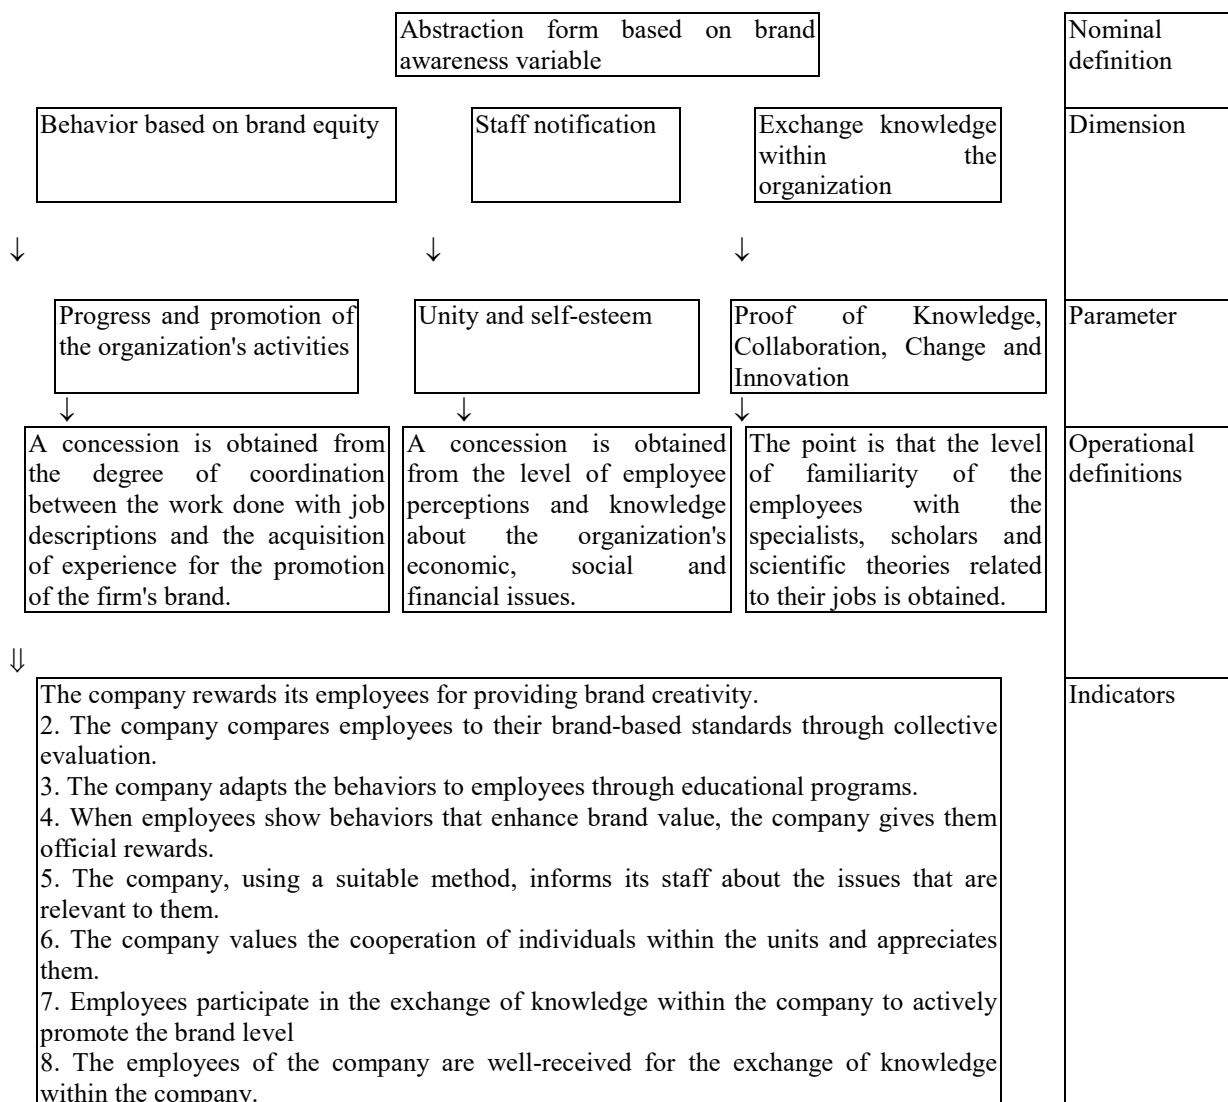 Abstraction form based on brand
awareness variable
Nominal
definition
Behavior based on brand equity
Staff notification
Exchange knowledge
within the
organization
Dimension
↓ ↓ ↓
Progress and promotion of
the organization's activities
Unity and self-esteem
Proof of Knowledge,
Collaboration, Change and
Innovation
Parameter
↓ ↓ ↓
A concession is obtained from
the degree of coordination
between the work done with job
descriptions and the acquisition
of experience for the promotion
of the firm's brand.
A concession is obtained
from the level of employee
perceptions and knowledge
about the organization's
economic, social and
financial issues.
The point is that the level
of familiarity of the
employees with the
specialists, scholars and
scientific theories related
to their jobs is obtained.
Operational
definitions
⇓
The company rewards its employees for providing brand creativity.
2. The company compares employees to their brand-based standards through collective
evaluation.
3. The company adapts the behaviors to employees through educational programs.
4. When employees show behaviors that enhance brand value, the company gives them
official rewards.
5. The company, using a suitable method, informs its staff about the issues that are
relevant to them.
6. The company values the cooperation of individuals within the units and appreciates
them.
7. Employees participate in the exchange of knowledge within the company to actively
promote the brand level
8. The employees of the company are well-received for the exchange of knowledge
within the company.
Indicators